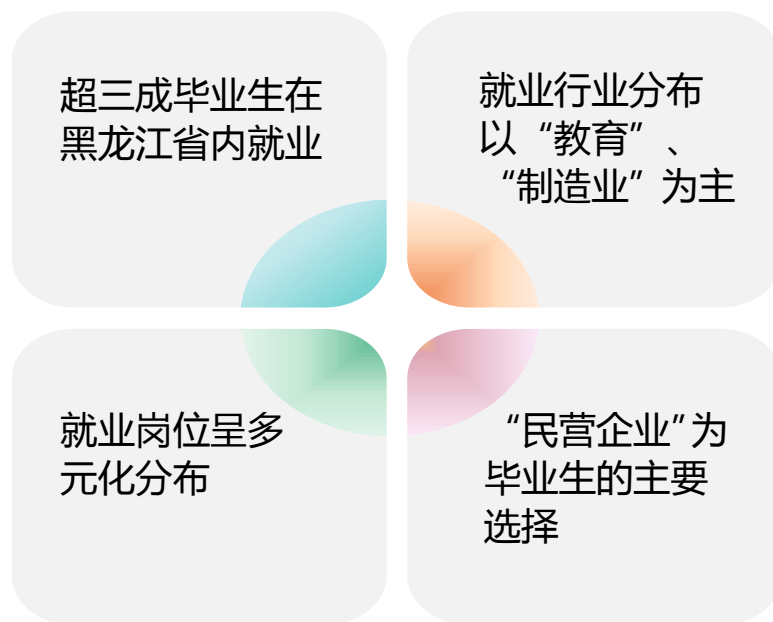 超三成毕业生在
黑龙江省内就业
就业行业分布
以“教育”、
“制造业”为主
就业岗位呈多
元化分布
“民营企业”为
毕业生的主要
选择